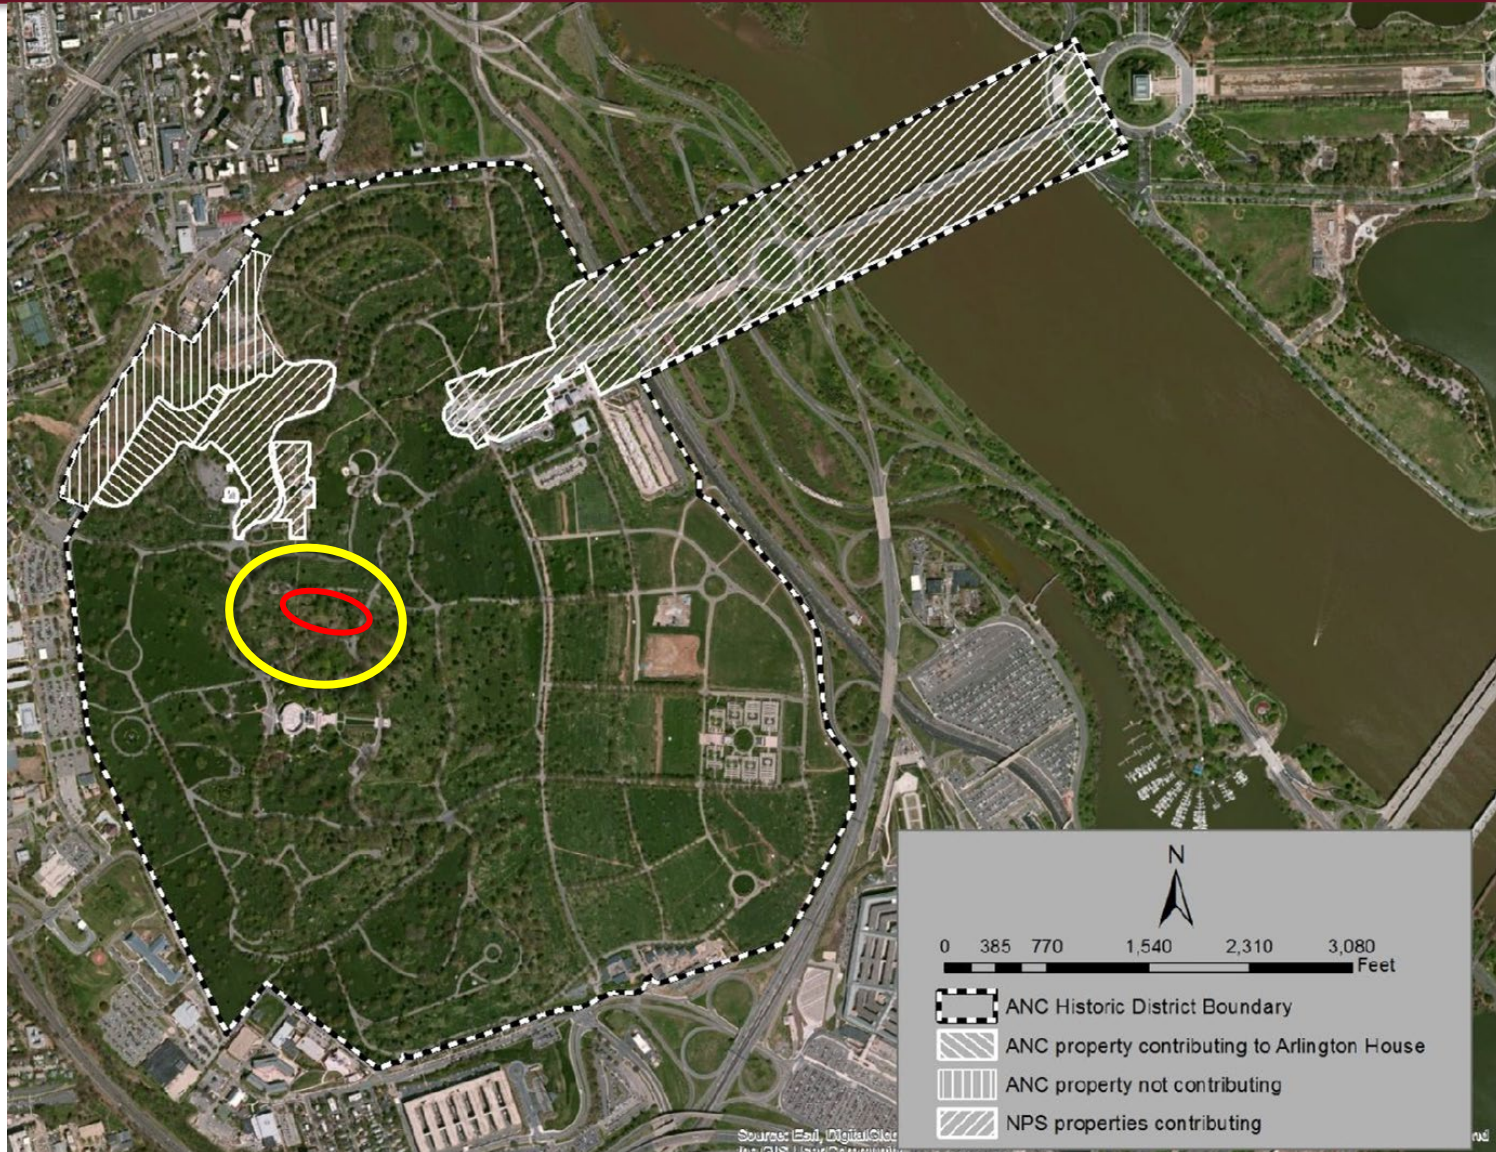 N
0 385 770 1,540 2,310 3,080
Feet
ANC Historic District Boundary
ANC property contributing to Arlington House
ANC property not contributing
NPS properties contributing
Source: Esri, DigitalGlo